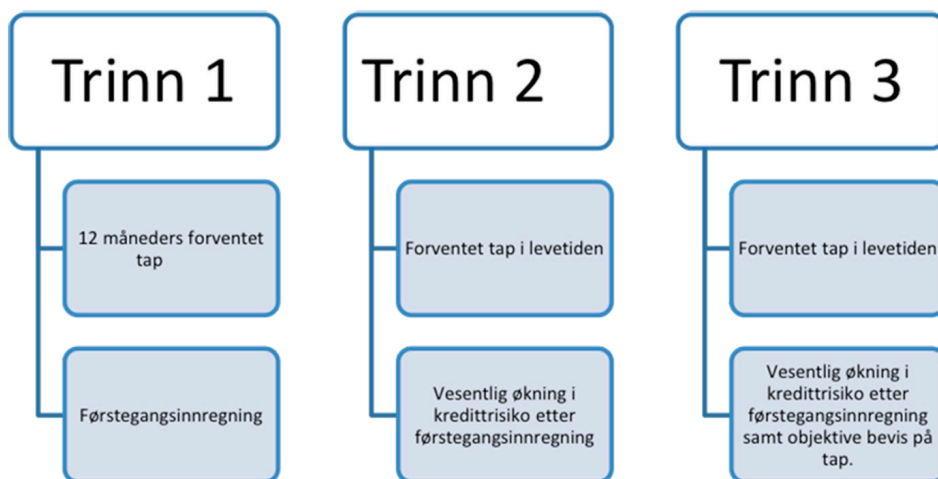 Trinn 1
12 måneders forventet
tap
Førstegangsinnregning
Trinn 2
Forventet tap i levetiden
Vesentlig økning i
kredittrisiko etter
førstegangsinnregning
Trinn 3
Forventet tap i levetiden
Vesentlig økning i
kredittrisiko etter
førstegangsinnregning
samt objektive bevis på
tap.